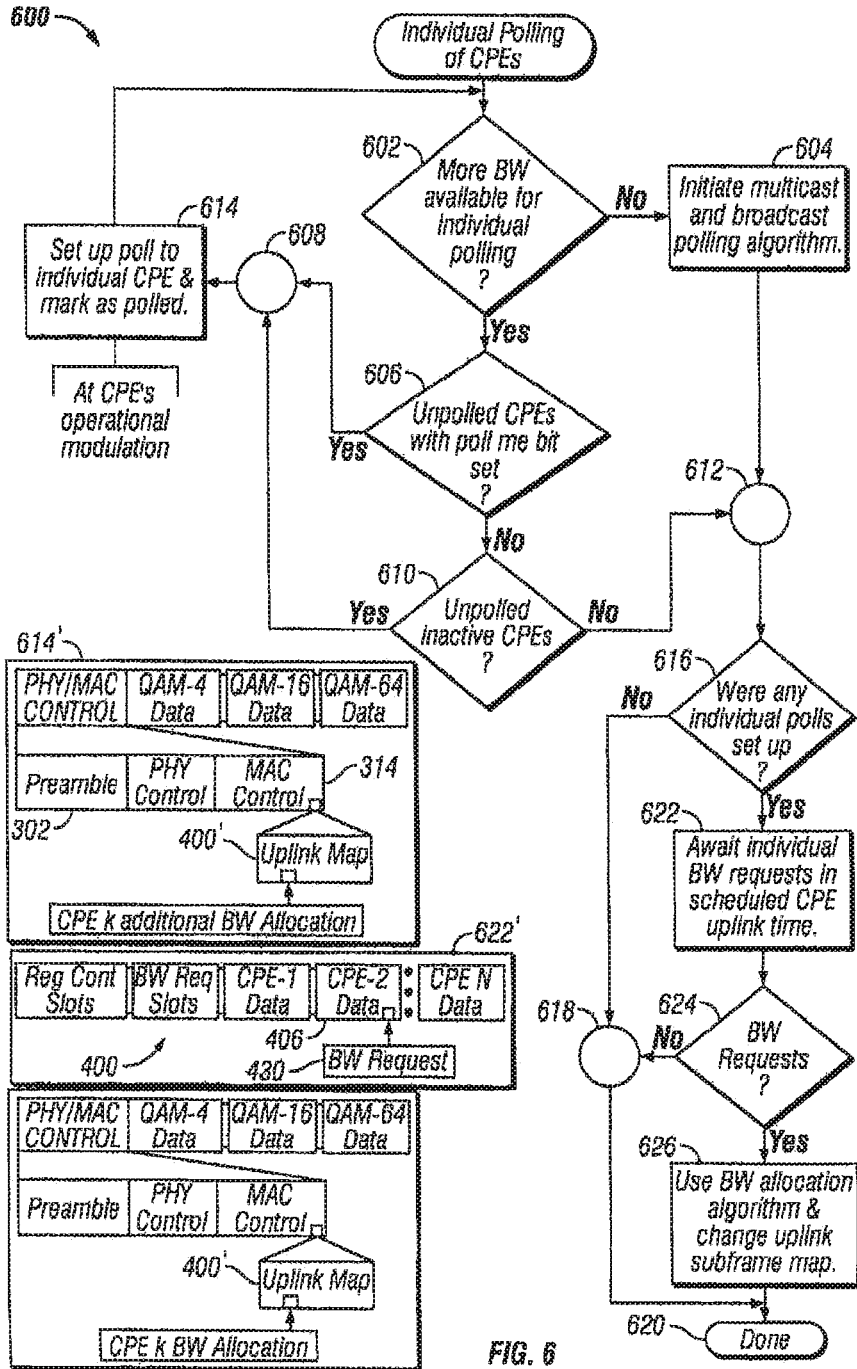 600
Individual Polling
of CPEs
602
More BW
available for
individual
polling
?
No
604
Initiate multicast
and broadcast
polling algorithm.
614
Set up poll to
individual CPE &
mark as polled.
608
Yes
At CPE's
operational
modulation
606
Unpolled CPEs
with poll me bit
set
?
Yes
No
612
610
Unpolled
inactive CPEs
?
Yes
No
616
Were any
individual polls
set up
?
No
Yes
622
Await individual
BW requests in
scheduled CPE
uplink time.
624
BW
Requests
?
No
618
Yes
626
Use BW allocation
algorithm &
change uplink
subframe map.
620
Done
614'
PHY/MAC
CONTROL
QAM-4
Data
QAM-16
Data
QAM-64
Data
Preamble
PHY
Control
MAC
Control
314
302
400'
Uplink Map
CPE k additional BW Allocation
622'
Reg Cont
Slots
BW Req
Slots
CPE-1
Data
CPE-2
Data
CPE N
Data
406
400
430
BW Request
PHY/MAC
CONTROL
QAM-4
Data
QAM-16
Data
QAM-64
Data
Preamble
PHY
Control
MAC
Control
400'
Uplink Map
CPE k BW Allocation
FIG. 6